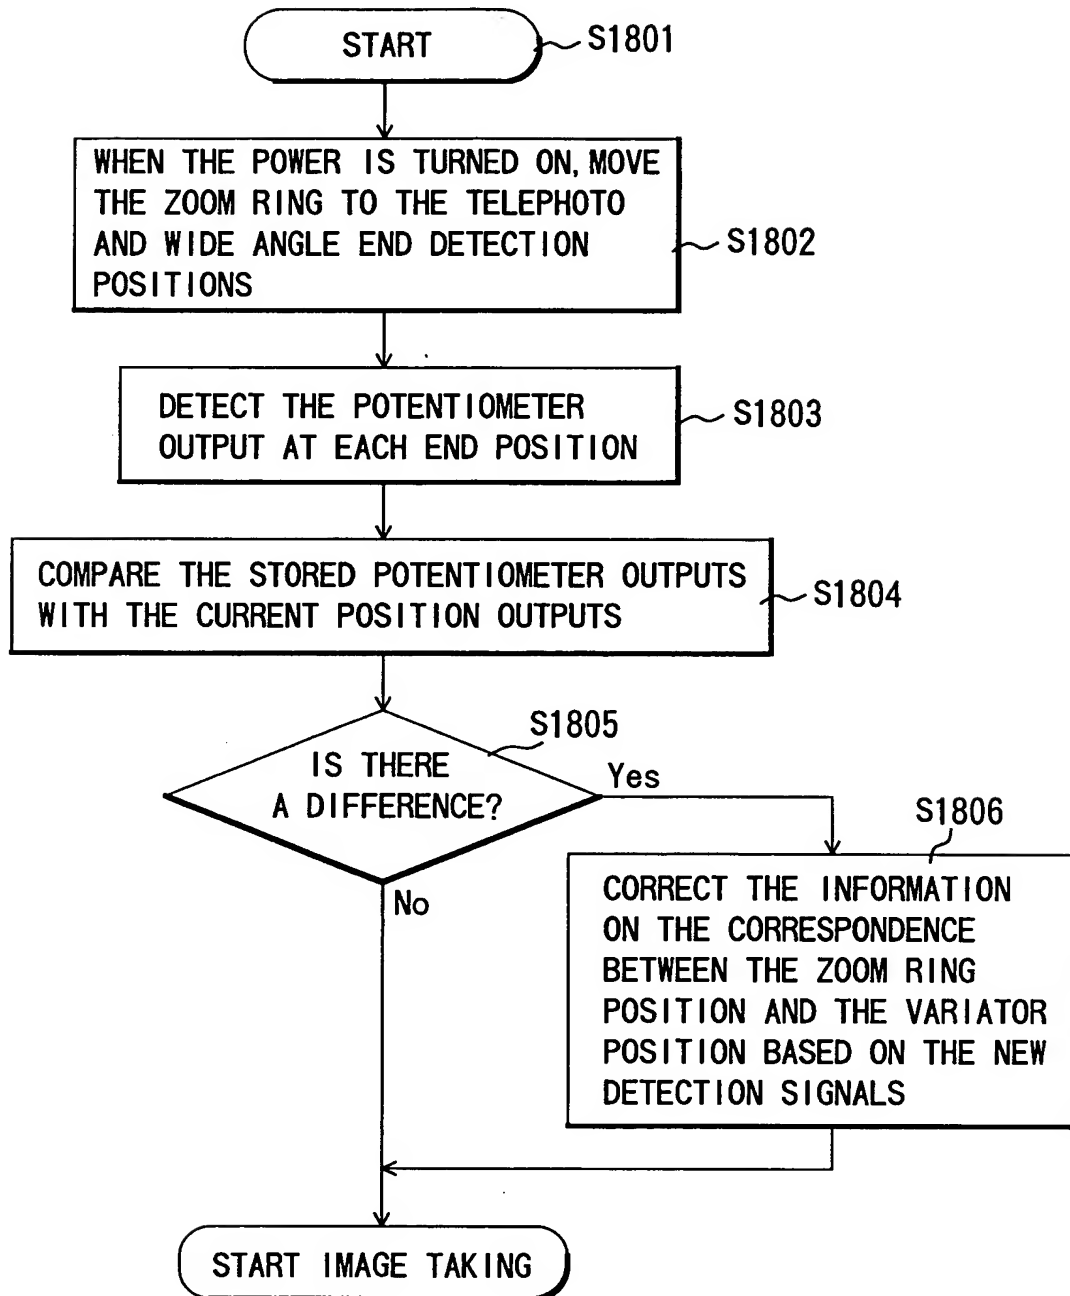 START
S1801
WHEN THE POWER IS TURNED ON, MOVE
THE ZOOM RING TO THE TELEPHOTO
AND WIDE ANGLE END DETECTION
POSITIONS
S1802
DETECT THE POTENTIOMETER
OUTPUT AT EACH END POSITION
S1803
COMPARE THE STORED POTENTIOMETER OUTPUTS
WITH THE CURRENT POSITION OUTPUTS
S1804
IS THERE
A DIFFERENCE?
S1805
Yes
No
S1806
CORRECT THE INFORMATION
ON THE CORRESPONDENCE
BETWEEN THE ZOOM RING
POSITION AND THE VARIATOR
POSITION BASED ON THE NEW
DETECTION SIGNALS
START IMAGE TAKING